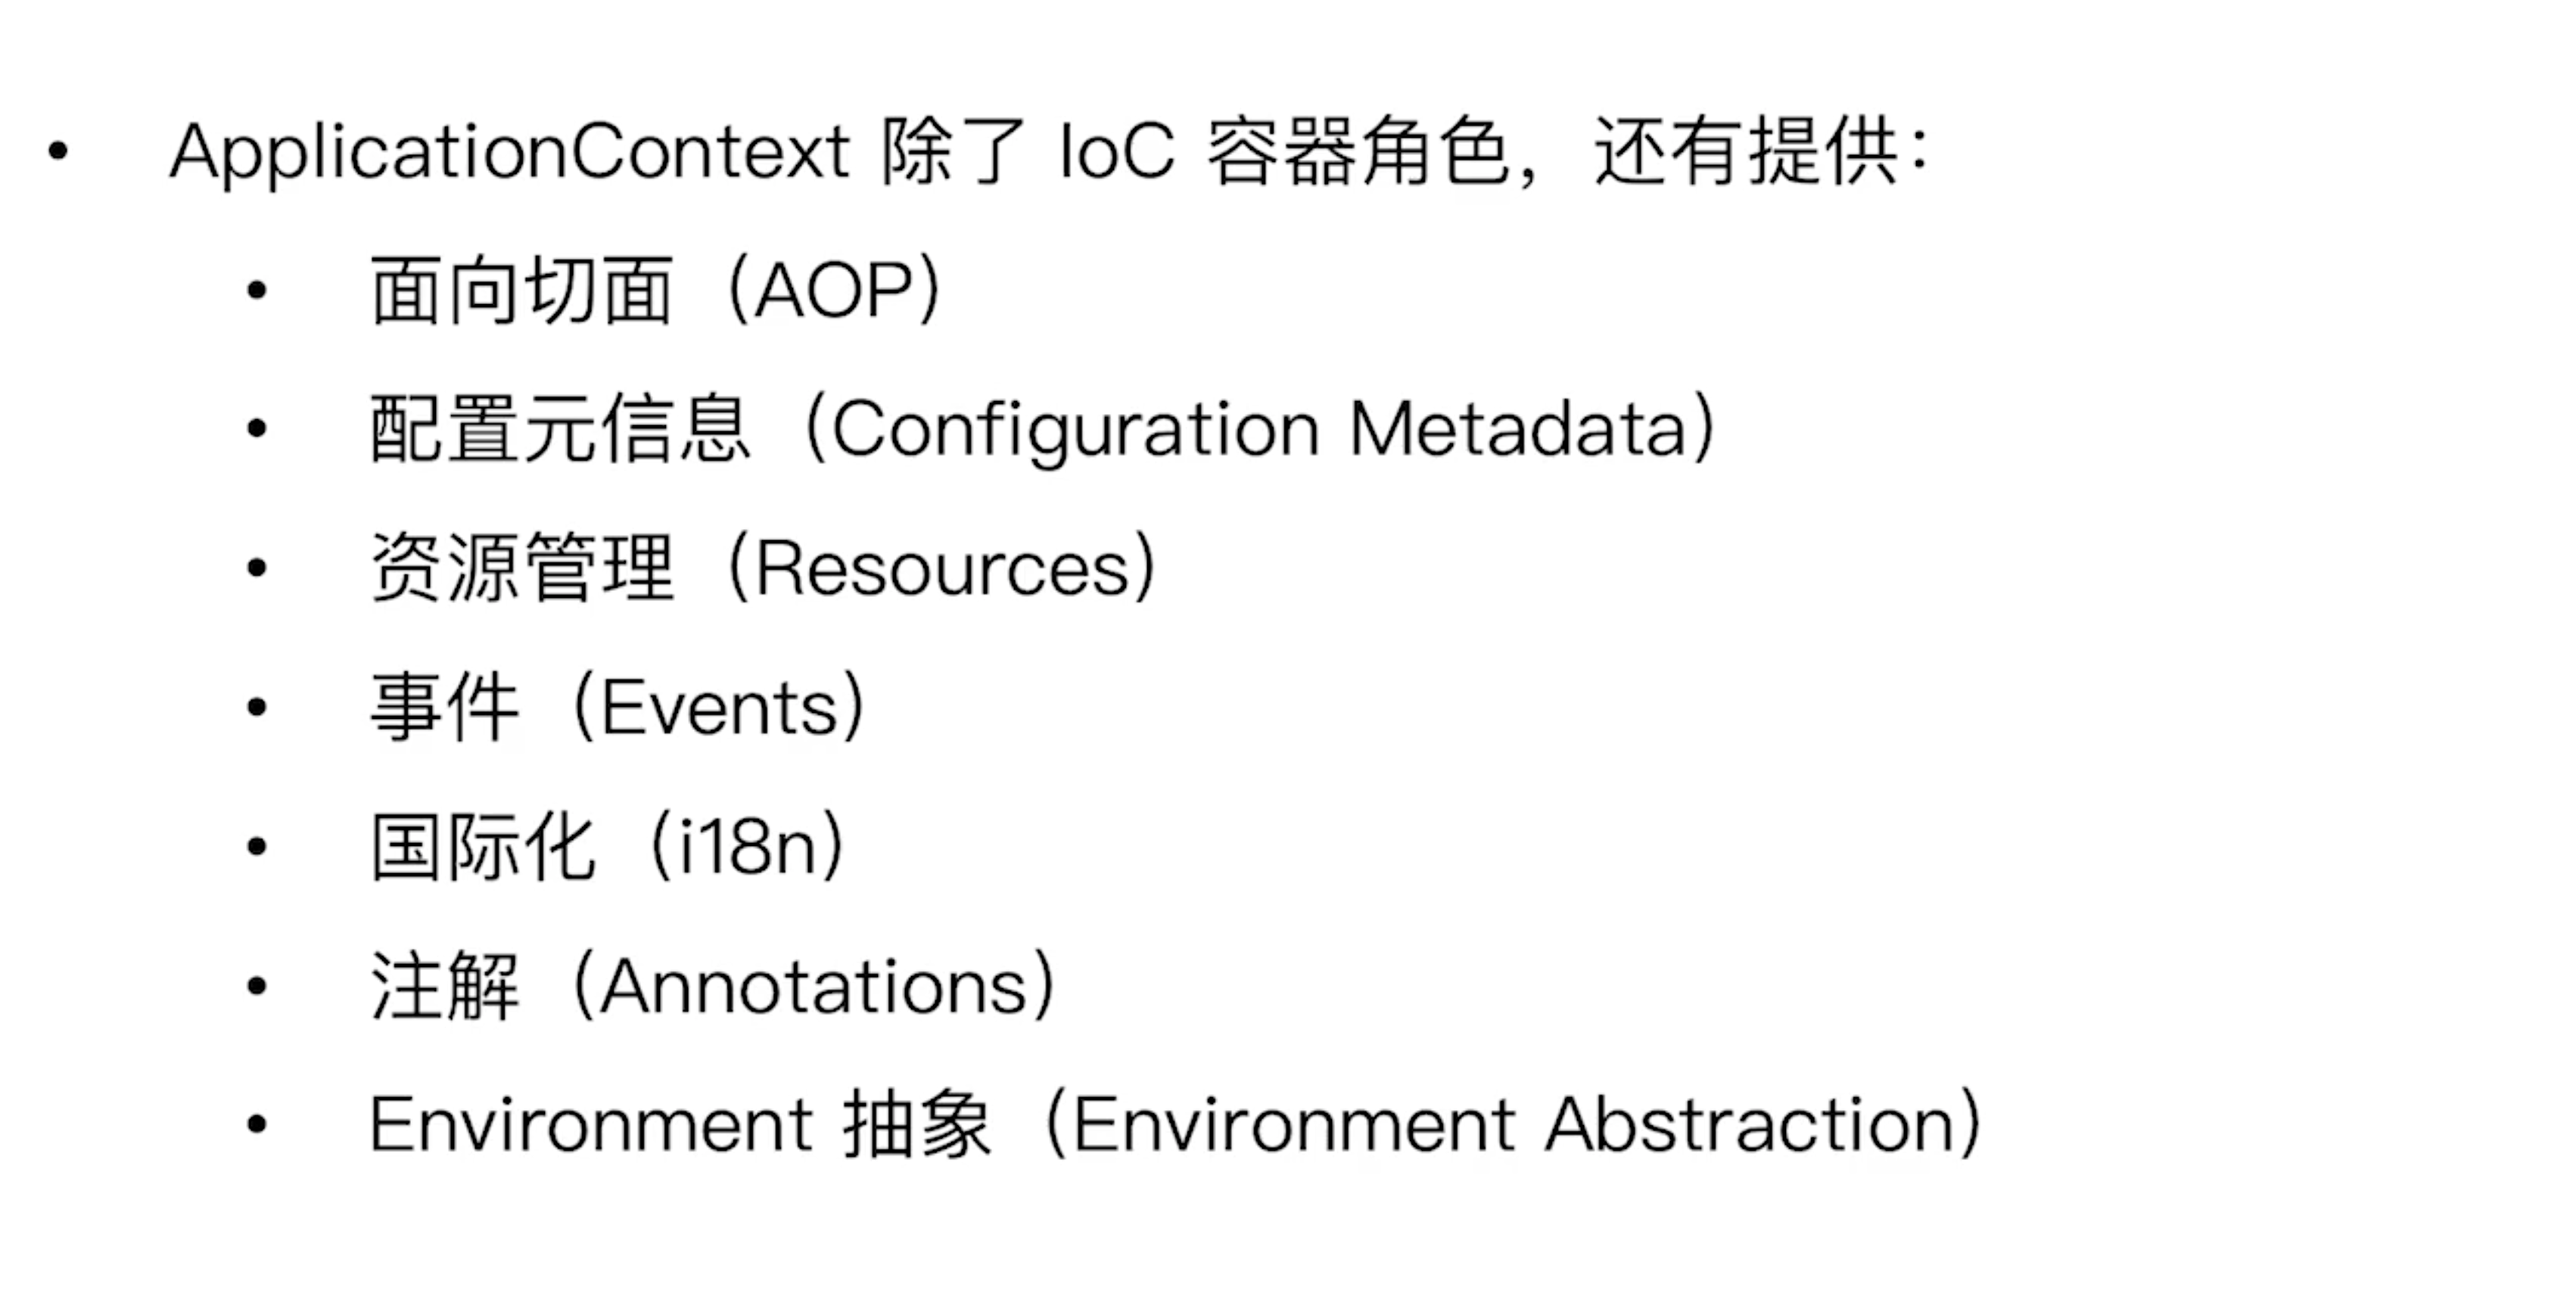 • ApplicationContext 除了 IoC 容器角色，还有提供：
• 面向切面（AOP）
• 配置元信息（Configuration Metadata）
• 资源管理（Resources）
• 事件（Events）
• 国际化（i18n）
• 注解（Annotations）
• Environment 抽象（Environment Abstraction）